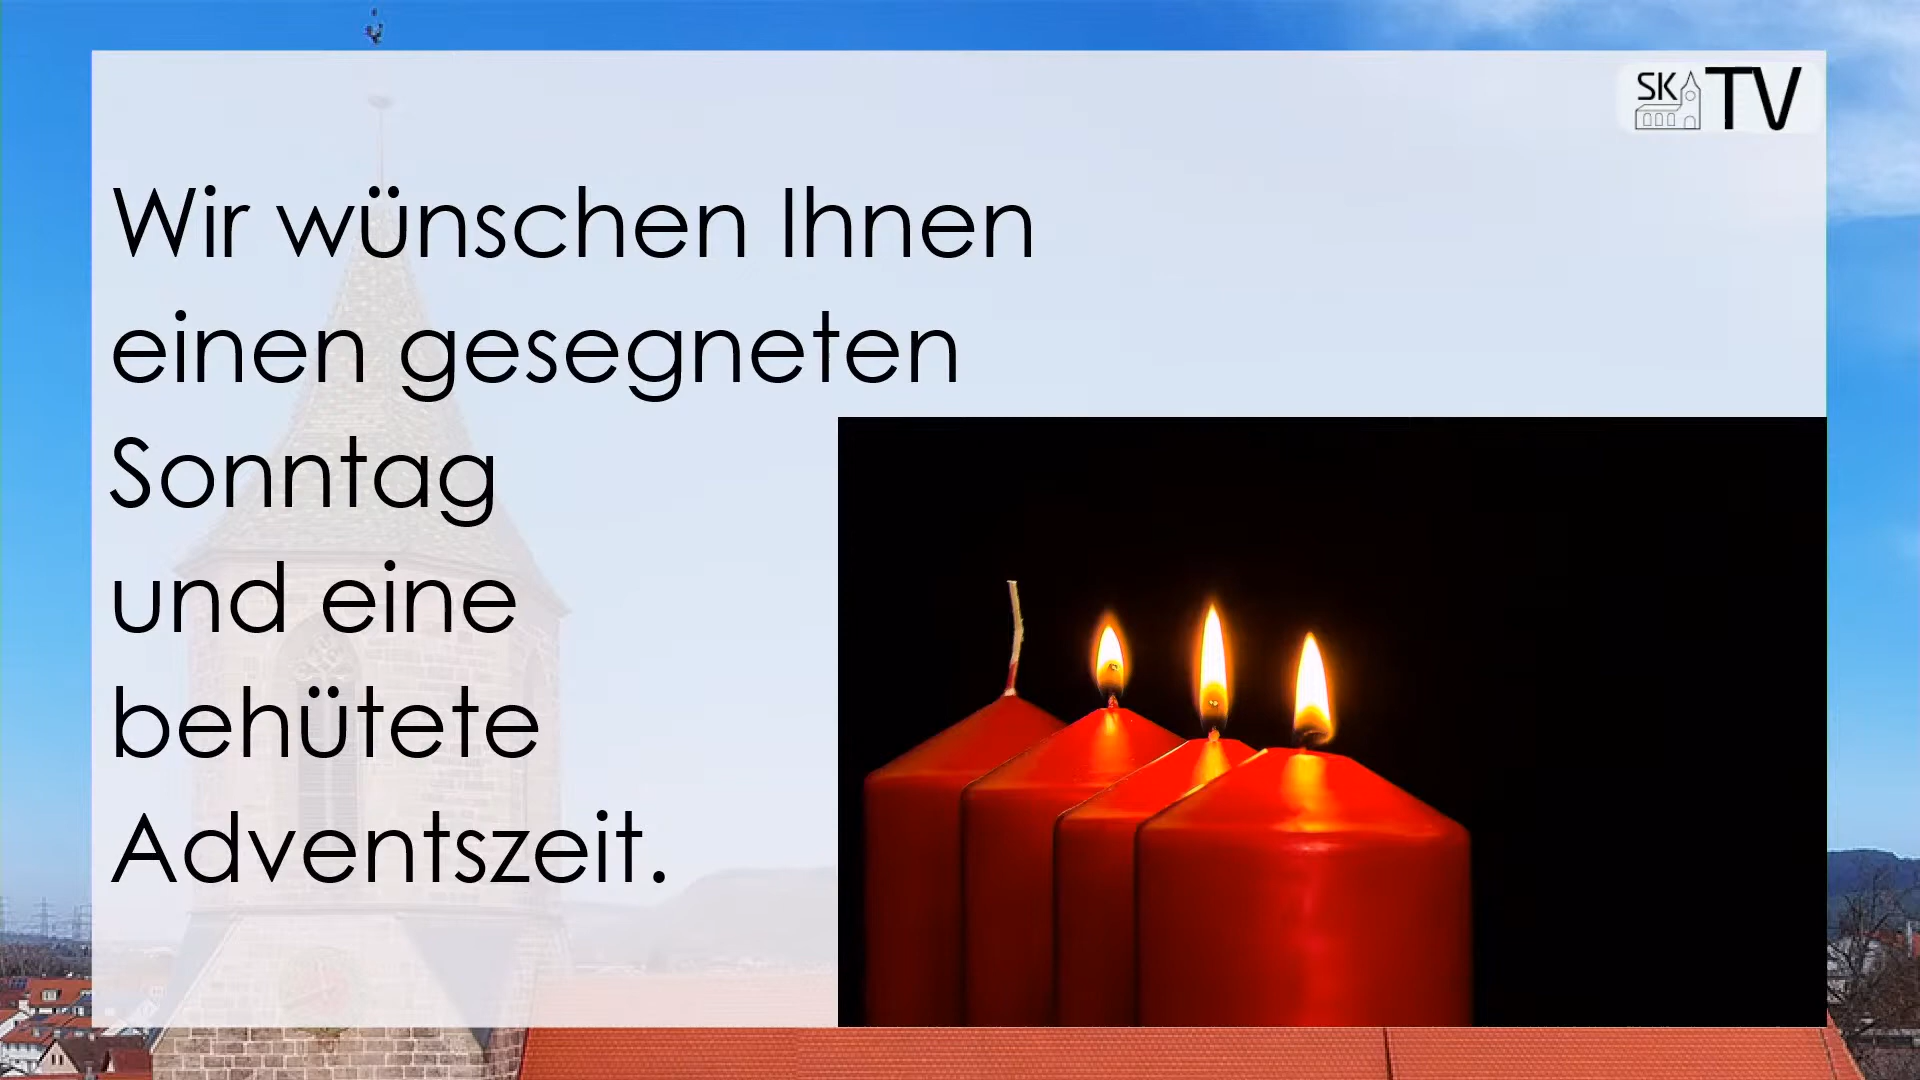 SK TV
Wir wünschen Ihnen
einen gesegneten
Sonntag
und eine
behütete
Adventszeit.